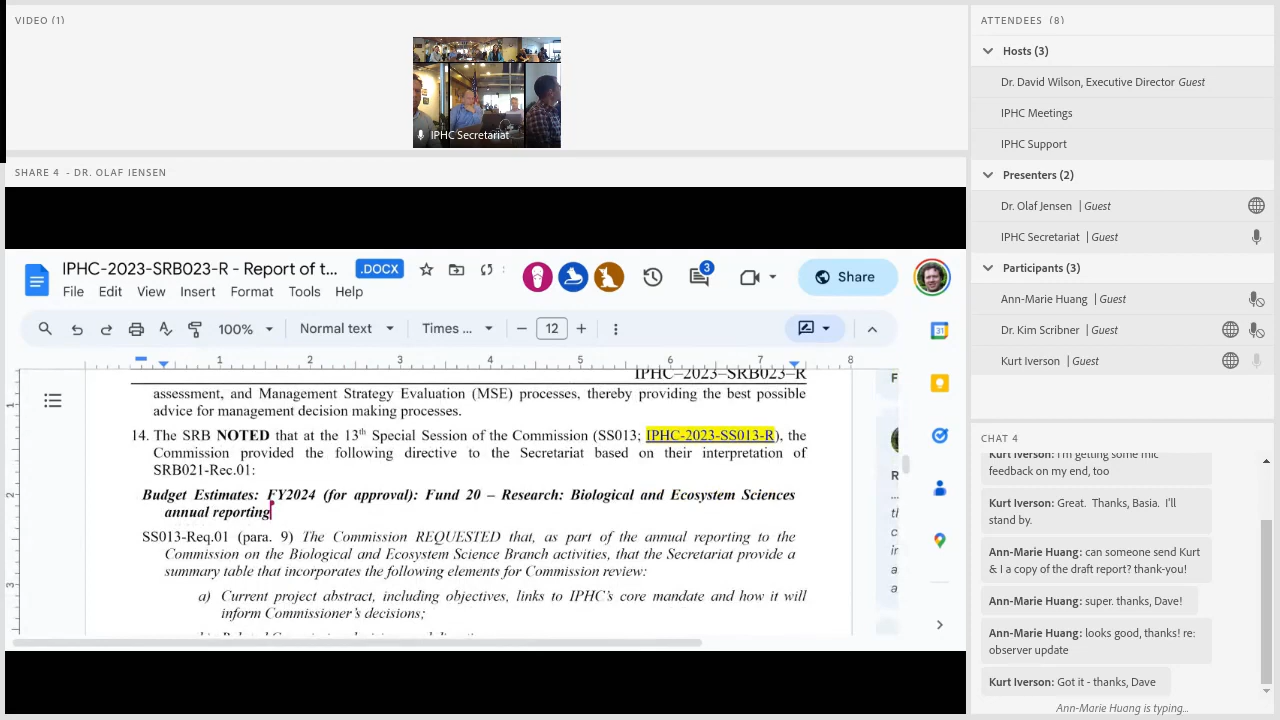 VIDEO (1)
IPHC Secretariat
SHARE 4 - DR. OLAF JENSEN
IPHC-2023-SRB023-R - Report of t...
.DOCX
3
Share
File Edit View Insert Format Tools Help
100%
Normal text
Times ...
12
31
1 2 3 4 5 6 7 8
IPHC–2023–SRB023–R
assessment, and Management Strategy Evaluation (MSE) processes, thereby providing the best possible
advice for management decision making processes.
14. The SRB NOTED that at the 13th Special Session of the Commission (SS013; IPHC-2023-SS013-R), the
Commission provided the following directive to the Secretariat based on their interpretation of
SRB021-Rec.01:
Budget Estimates: FY2024 (for approval): Fund 20 – Research: Biological and Ecosystem Sciences
annual reporting
SS013-Req.01 (para. 9) The Commission REQUESTED that, as part of the annual reporting to the
Commission on the Biological and Ecosystem Science Branch activities, that the Secretariat provide a
summary table that incorporates the following elements for Commission review:
a) Current project abstract, including objectives, links to IPHC's core mandate and how it will
inform Commissioner's decisions;
1
2
3
ATTENDEES (8)
Hosts (3)
Dr. David Wilson, Executive Director Guest
IPHC Meetings
IPHC Support
Presenters (2)
Dr. Olaf Jensen | Guest
IPHC Secretariat | Guest
Participants (3)
Ann-Marie Huang | Guest
Dr. Kim Scribner | Guest
Kurt Iverson | Guest
CHAT 4
Kurt Iverson: I'm getting some mic
feedback on my end, too
Kurt Iverson: Great. Thanks, Basia. I'll
stand by.
Ann-Marie Huang: can someone send Kurt
& I a copy of the draft report? thank-you!
Ann-Marie Huang: super. thanks, Dave!
Ann-Marie Huang: looks good, thanks! re:
observer update
Kurt Iverson: Got it - thanks, Dave
Ann-Marie Huang is typing...